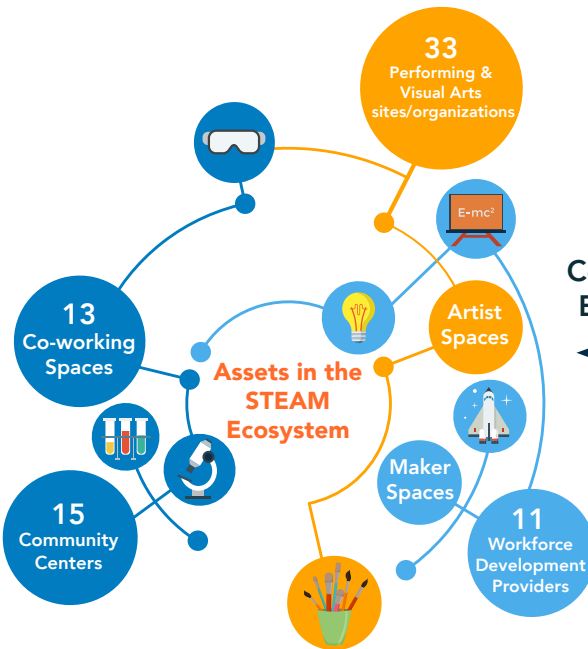 33
Performing &
Visual Arts
sites/organizations
E-mc²
13
Co-working
Spaces
Artist
Spaces
Assets in the
STEAM
Ecosystem
Maker
Spaces
15
Community
Centers
11
Workforce
Development
Providers